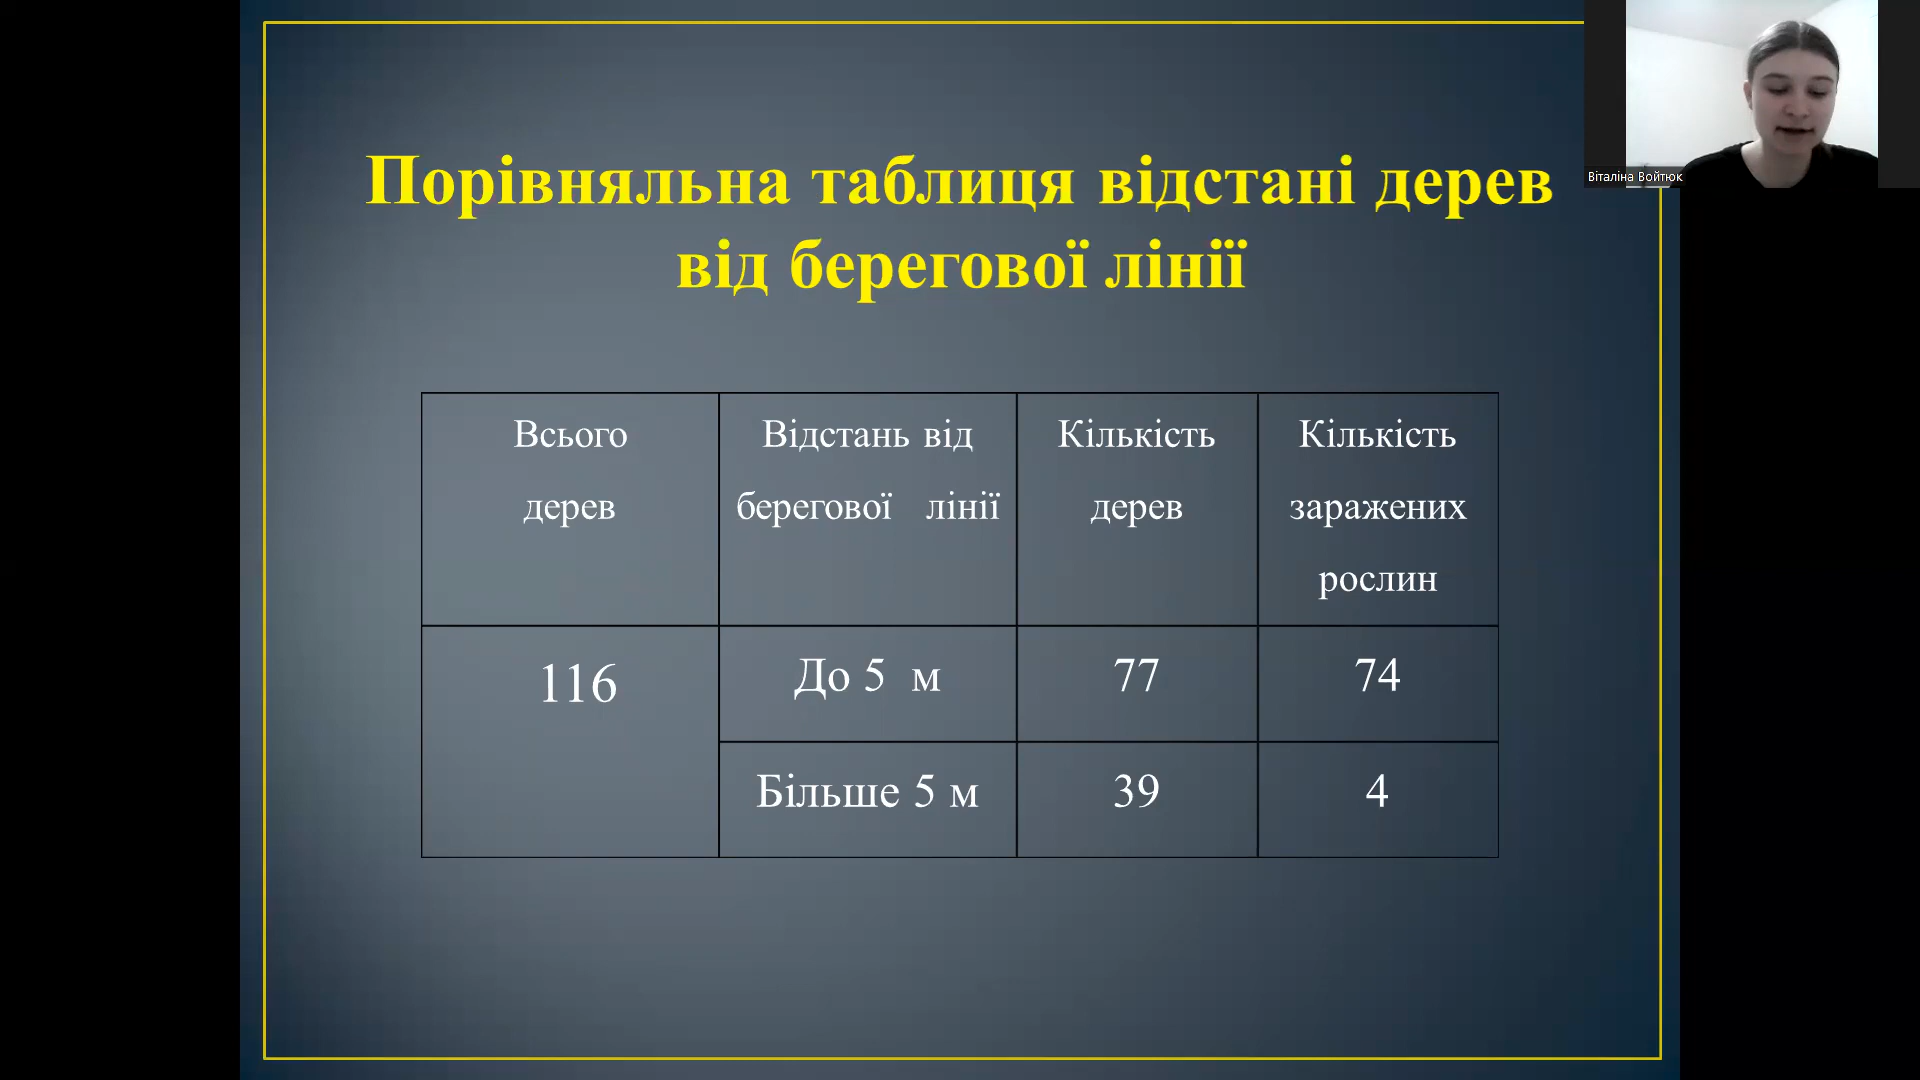 Порівняльна таблиця відстані дерев
від берегової лінії
Віталіна Войтюк
Всього
дерев
Відстань від
берегової лінії
Кількість
дерев
Кількість
заражених
рослин
116
До 5 м
77
74
Більше 5 м
39
4